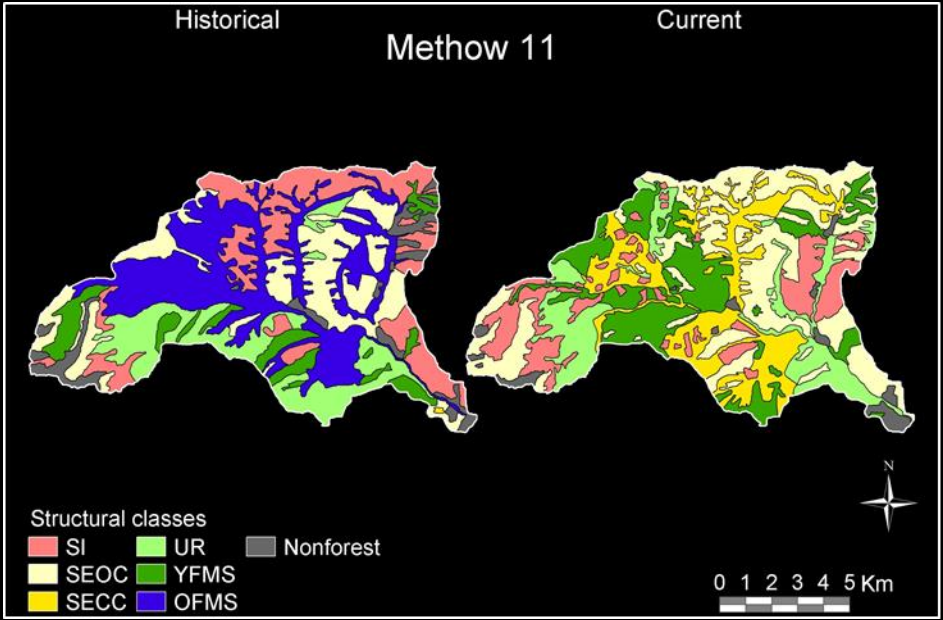 Historical
Current
Methow 11
N
Structural classes
SI
UR
Nonforest
SEOC
YFMS
SECC
OFMS
0 1 2 3 4 5 Km